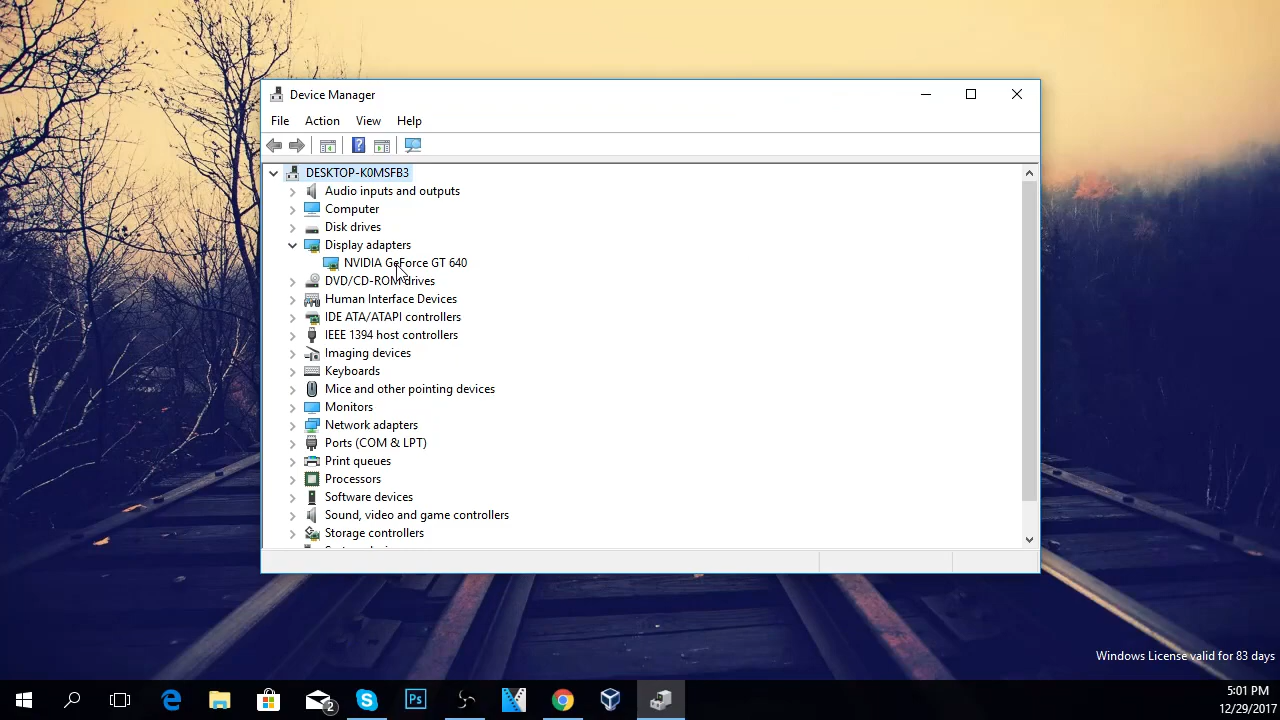 Device Manager
File Action View Help
DESKTOP-K0MSFB3
Audio inputs and outputs
Computer
Disk drives
Display adapters
NVIDIA GeForce GT 640
DVD/CD-ROM drives
Human Interface Devices
IDE ATA/ATAPI controllers
IEEE 1394 host controllers
Imaging devices
Keyboards
Mice and other pointing devices
Monitors
Network adapters
Ports (COM & LPT)
Print queues
Processors
Software devices
Sound, video and game controllers
Storage controllers
Windows License valid for 83 days
Ps
2
5:01 PM
12/29/2017